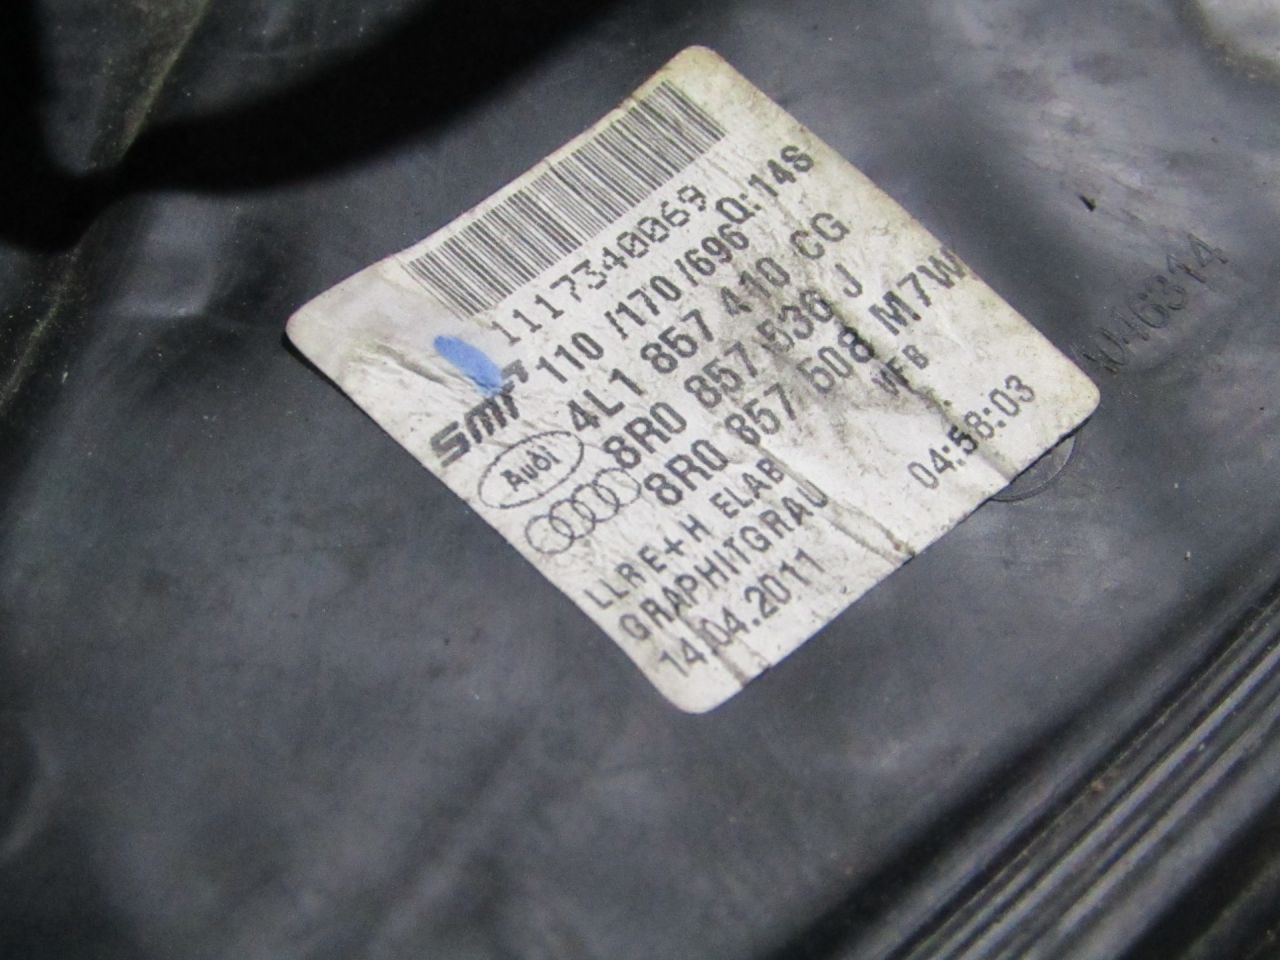 1117340069
SMR 110 /170 /696 Q:14S
4L1 857 410 CG
Audi 8R0 857 536 J
8R0 857 508 M7W
VFB
LLR E+H ELAB
GRAPHITGRAU 04:58:03
14.04.2011